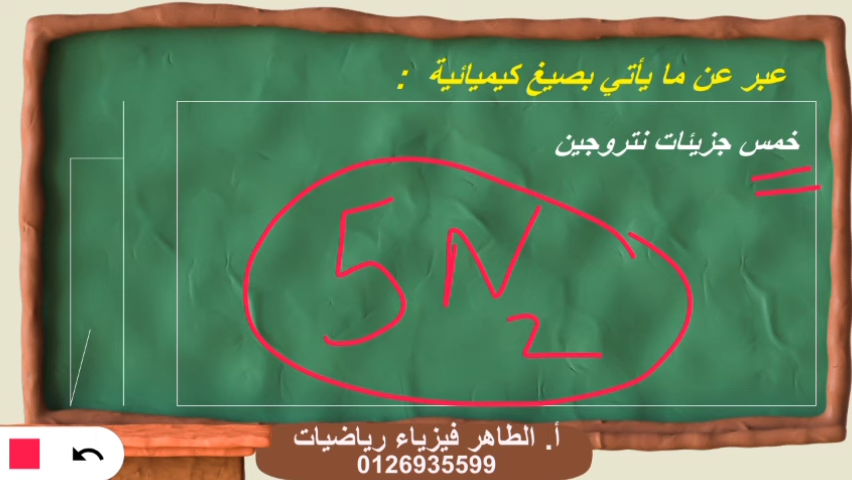 عبر عن ما يأتي بصيغ كيميائية :
خمس جزيئات نتروجين
5N₂
أ. الطاهر فيزياء رياضيات
0126935599